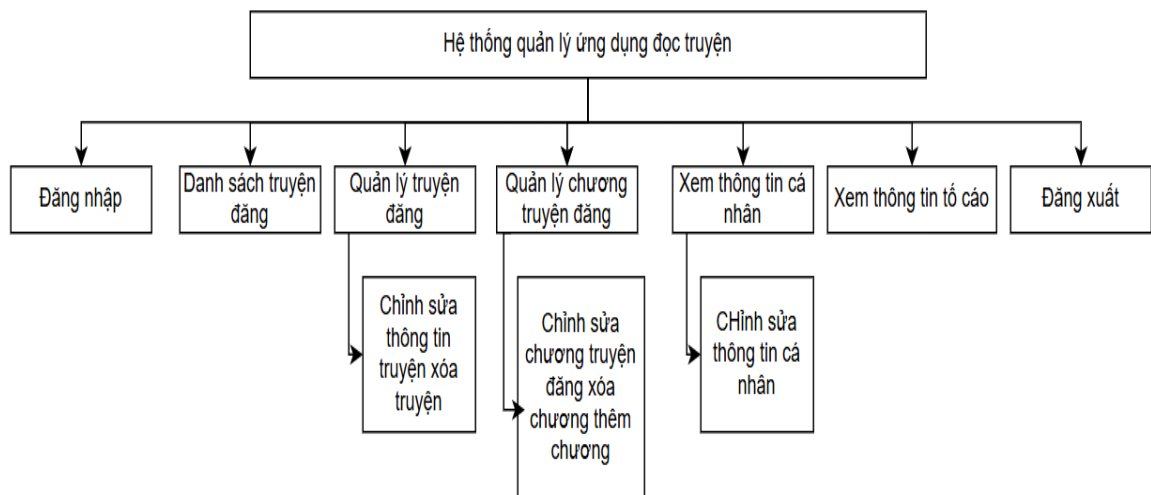 Hệ thống quản lý ứng dụng đọc truyện
Đăng nhập
Danh sách truyện
đăng
Quản lý truyện
đăng
Quản lý chương
truyện đăng
Xem thông tin cá
nhân
Xem thông tin tố cáo
Đăng xuất
Chỉnh sửa
thông tin
truyện xóa
truyện
Chỉnh sửa
chương truyện
đăng xóa
chương thêm
chương
CHỉnh sửa
thông tin cá
nhân